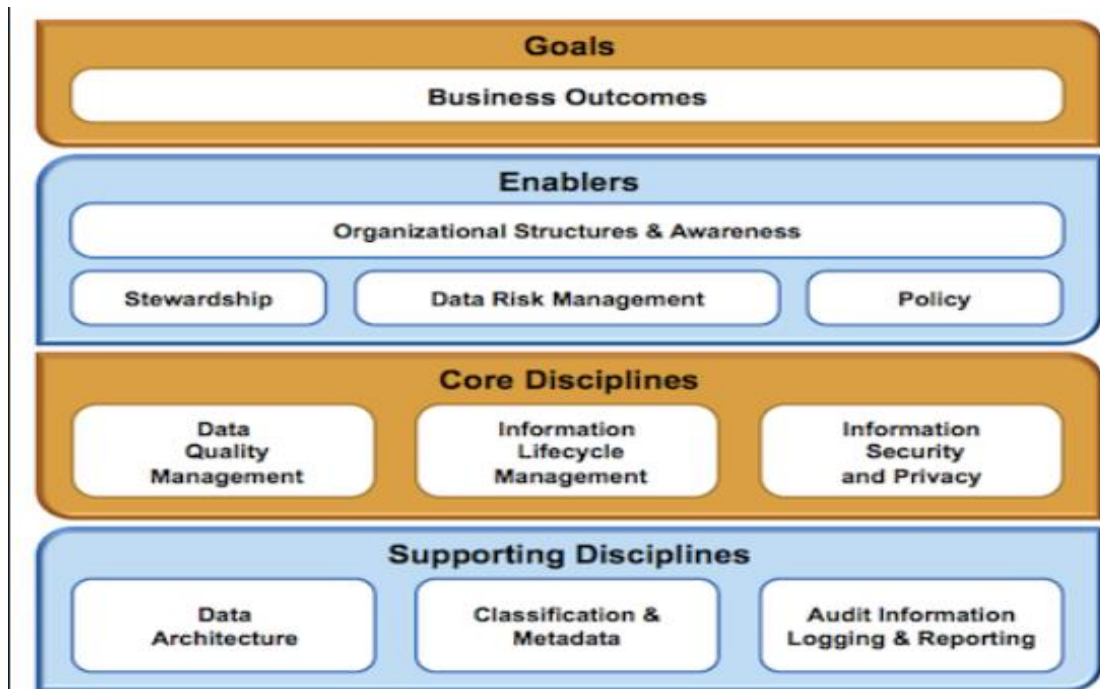 Goals
Business Outcomes
Enablers
Organizational Structures & Awareness
Stewardship
Data Risk Management
Policy
Core Disciplines
Data
Quality
Management
Information
Lifecycle
Management
Information
Security
and Privacy
Supporting Disciplines
Data
Architecture
Classification &
Metadata
Audit Information
Logging & Reporting